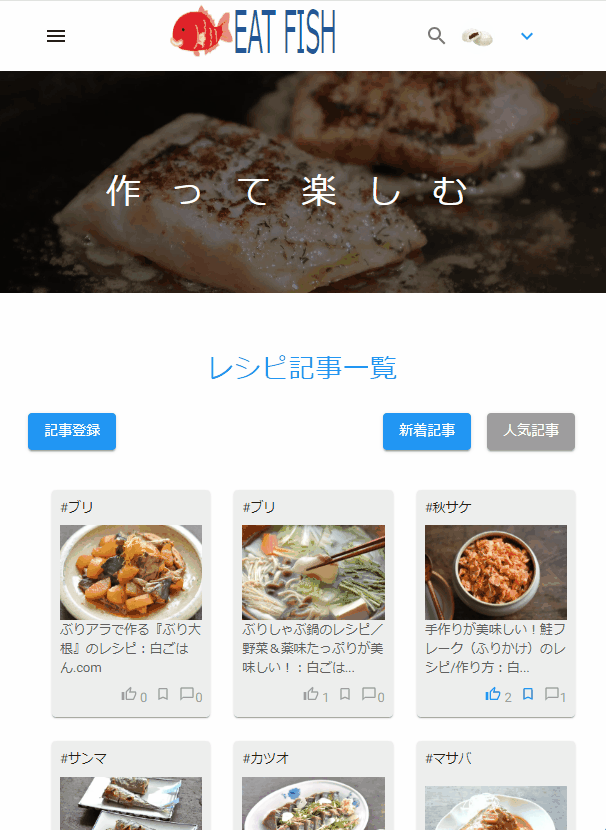 EAT FISH
作って楽しむ
レシピ記事一覧
記事登録
新着記事
人気記事
#ブリ
#ブリ
#秋サケ
ぶりアラで作る『ぶり大
根』のレシピ：白ごは
ん.com
ぶりしゃぶ鍋のレシピ／
野菜＆薬味たっぷりが美
味しい！：白ごは...
手作りが美味しい！鮭フ
レーク（ふりかけ）のレ
シピ/作り方：白...
0
0
1
0
2
1
#サンマ
#カツオ
#マサバ